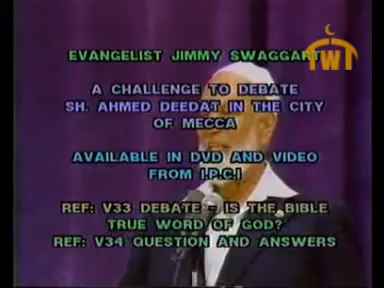 EVANGELIST JIMMY SWAGGART
A CHALLENGE TO DEBATE
SH. AHMED DEEDAT IN THE CITY
OF MECCA
AVAILABLE IN DVD AND VIDEO
FROM I.P.C.I
REF: V33 DEBATE - IS THE BIBLE
TRUE WORD OF GOD?
REF: V34 QUESTION AND ANSWERS